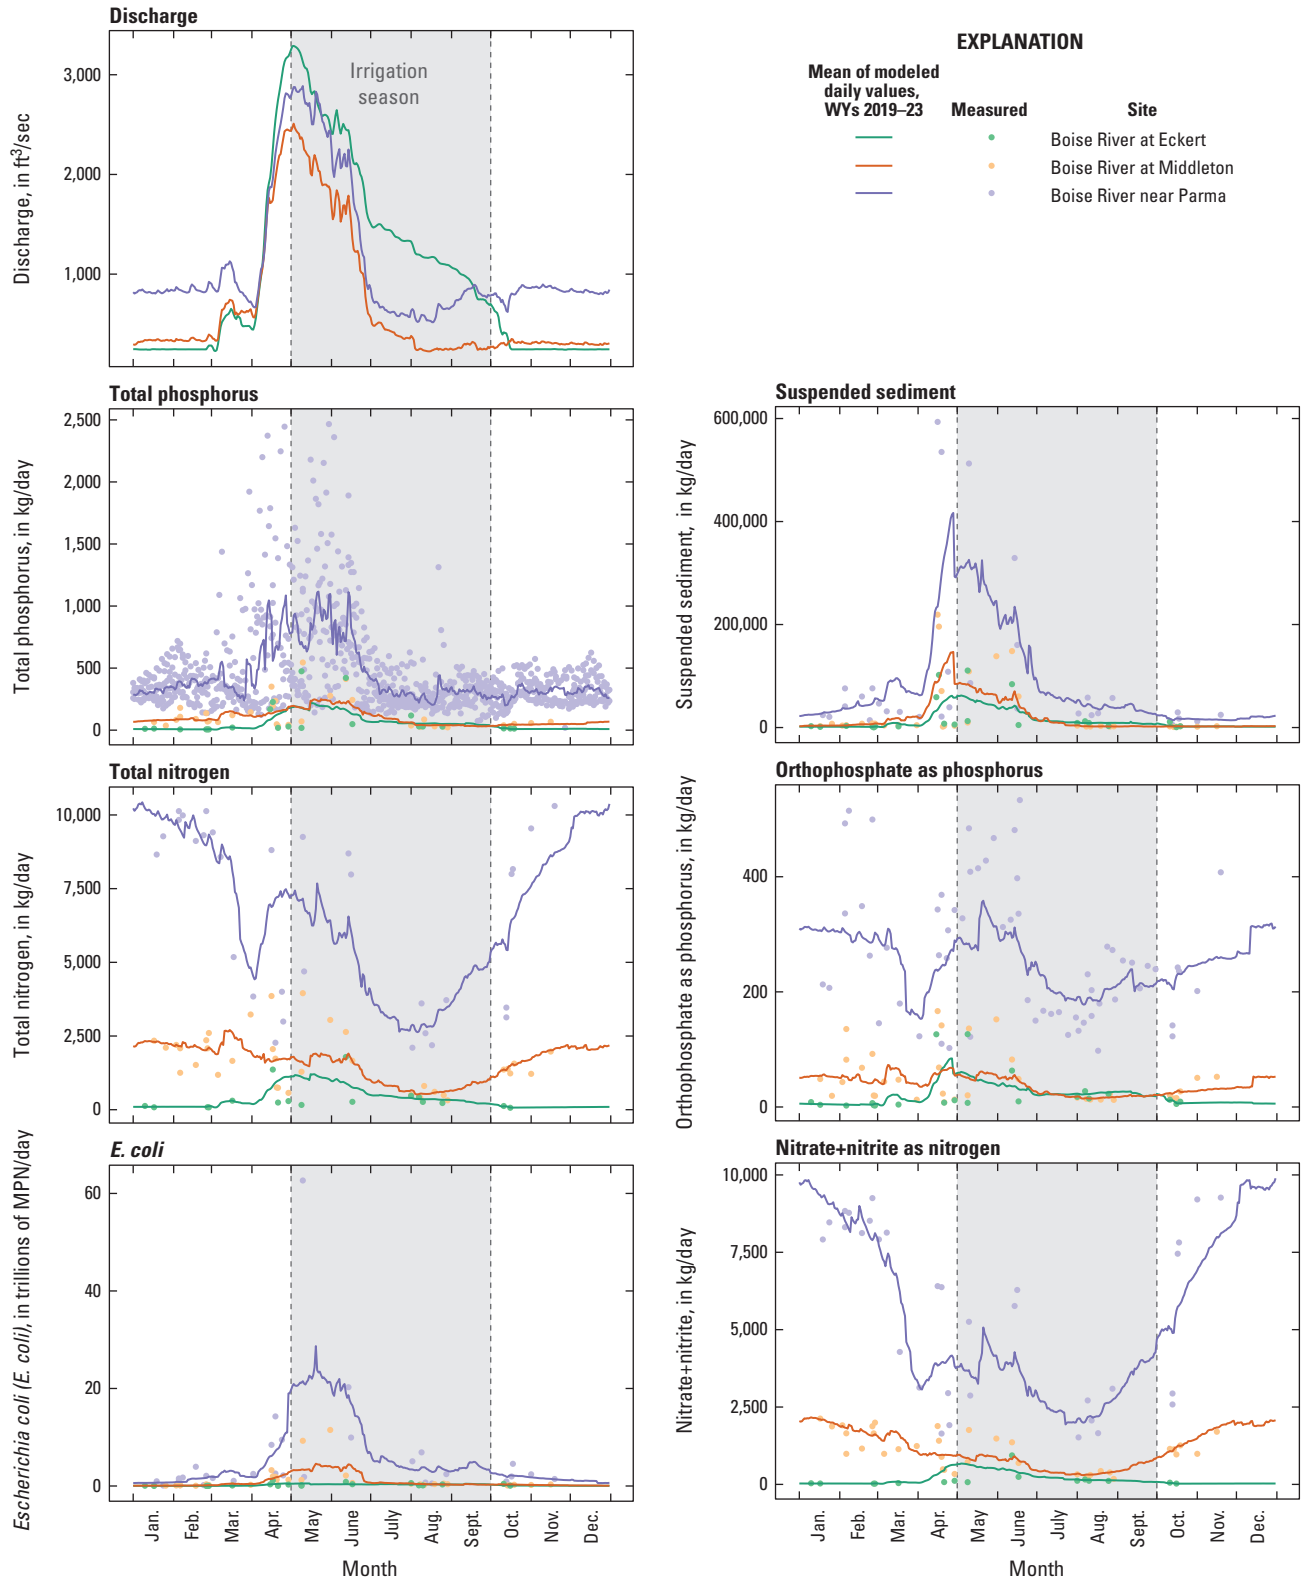 Discharge
Discharge, in ft³/sec
3,000
2,000
1,000
Irrigation
season
EXPLANATION
Mean of modeled
daily values,
WYs 2019–23
Measured
Site
Boise River at Eckert
Boise River at Middleton
Boise River near Parma
Total phosphorus
Total phosphorus, in kg/day
2,500
2,000
1,500
1,000
500
0
Suspended sediment
Suspended sediment, in kg/day
600,000
400,000
200,000
0
Total nitrogen
Total nitrogen, in kg/day
10,000
7,500
5,000
2,500
0
Orthophosphate as phosphorus
Orthophosphate as phosphorus, in kg/day
400
200
0
E. coli
Escherichia coli (E. coli), in trillions of MPN/day
60
40
20
0
Jan.
Feb.
Mar.
Apr.
May
June
July
Aug.
Sept.
Oct.
Nov.
Dec.
Month
Nitrate+nitrite as nitrogen
Nitrate+nitrite, in kg/day
10,000
7,500
5,000
2,500
0
Jan.
Feb.
Mar.
Apr.
May
June
July
Aug.
Sept.
Oct.
Nov.
Dec.
Month